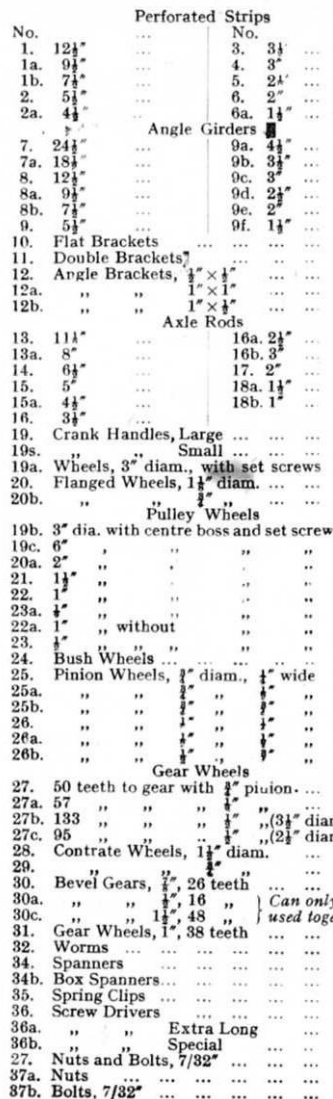 Perforated Strips
No. ... No.
1. 12½" ... 3. 3½"
1a. 9½" ... 4. 3"
1b. 7½" ... 5. 2½"
2. 5½" ... 6. 2"
2a. 4½" ... 6a. 1½"
Angle Girders
7. 24½" ... 9a. 4½"
7a. 18½" ... 9b. 3½"
8. 12½" ... 9c. 3"
8a. 9½" ... 9d. 2½"
8b. 7½" ... 9e. 2"
9. 5½" ... 9f. 1½"
10. Flat Brackets ... ... ... ...
11. Double Brackets ... ... ...
12. Angle Brackets, ½" × ½" ... ...
12a. ,, ,, 1" × 1" ... ...
12b. ,, ,, 1" × ½" ... ...
Axle Rods
13. 11½" ... 16a. 2½"
13a. 8" ... 16b. 3"
14. 6½" ... 17. 2"
15. 5" ... 18a. 1½"
15a. 4½" ... 18b. 1"
16. 3½" ...
19. Crank Handles, Large ... ... ...
19s. ,, ,, Small ... ... ...
19a. Wheels, 3" diam., with set screws
20. Flanged Wheels, 1⅛" diam. ... ...
20b. ,, ,, ¾" ,, ... ...
Pulley Wheels
19b. 3" dia. with centre boss and set screw
19c. 6" , ,, ,, ,,
20a. 2" ,, , ,, ,,
21. 1½" ,, . ,, ,,
22. 1" ,, . ,, ,,
23a. ½" ,, , ,, ,,
22a. 1" ,, without ,, ,,
23. ½" ,, ,, ,, ,,
24. Bush Wheels ... ... ... .. ..
25. Pinion Wheels, ¾" diam., ¼" wide
25a. ,, ,, ¾" ,, ½" ,,
25b. ,, ,, ¾" ,, ¾" ,,
26. ,, ,, ½" ,, ,,
26a. ,, ,, ½" ,, ½" ,,
26b. ,, ,, ½" ., ¾" ,,
Gear Wheels
27. 50 teeth to gear with ¾" pinion. ...
27a. 57 ,, ,, ,, ½" ,, ...
27b. 133 ,, ,, ,, ½" ,,(3½" diam
27c. 95 ,, ,, .. ½" ,,(2½" diam
28. Contrate Wheels, 1½" diam. ...
29. ,, ,, ¾" ,, ...
30. Bevel Gears, ⅞", 26 teeth ... ...
30a. ,, ,, ½", 16 ,, } Can only
30c. ,, ,, 1½", 48 ,, } used toge
31. Gear Wheels, 1", 38 teeth ... ...
32. Worms ... ... ... ... ... ...
34. Spanners ... ... ... ... ...
34b. Box Spanners... ... ... ... ...
35. Spring Clips ... ... ... ... ...
36. Screw Drivers ... ... ... ...
36a. ,, ,, Extra Long ...
36b. ,, ,, Special ...
27. Nuts and Bolts, 7/32" ... ... ...
37a. Nuts ... ... ... ... ... ...
37b. Bolts, 7/32" ... ... ... ... ...